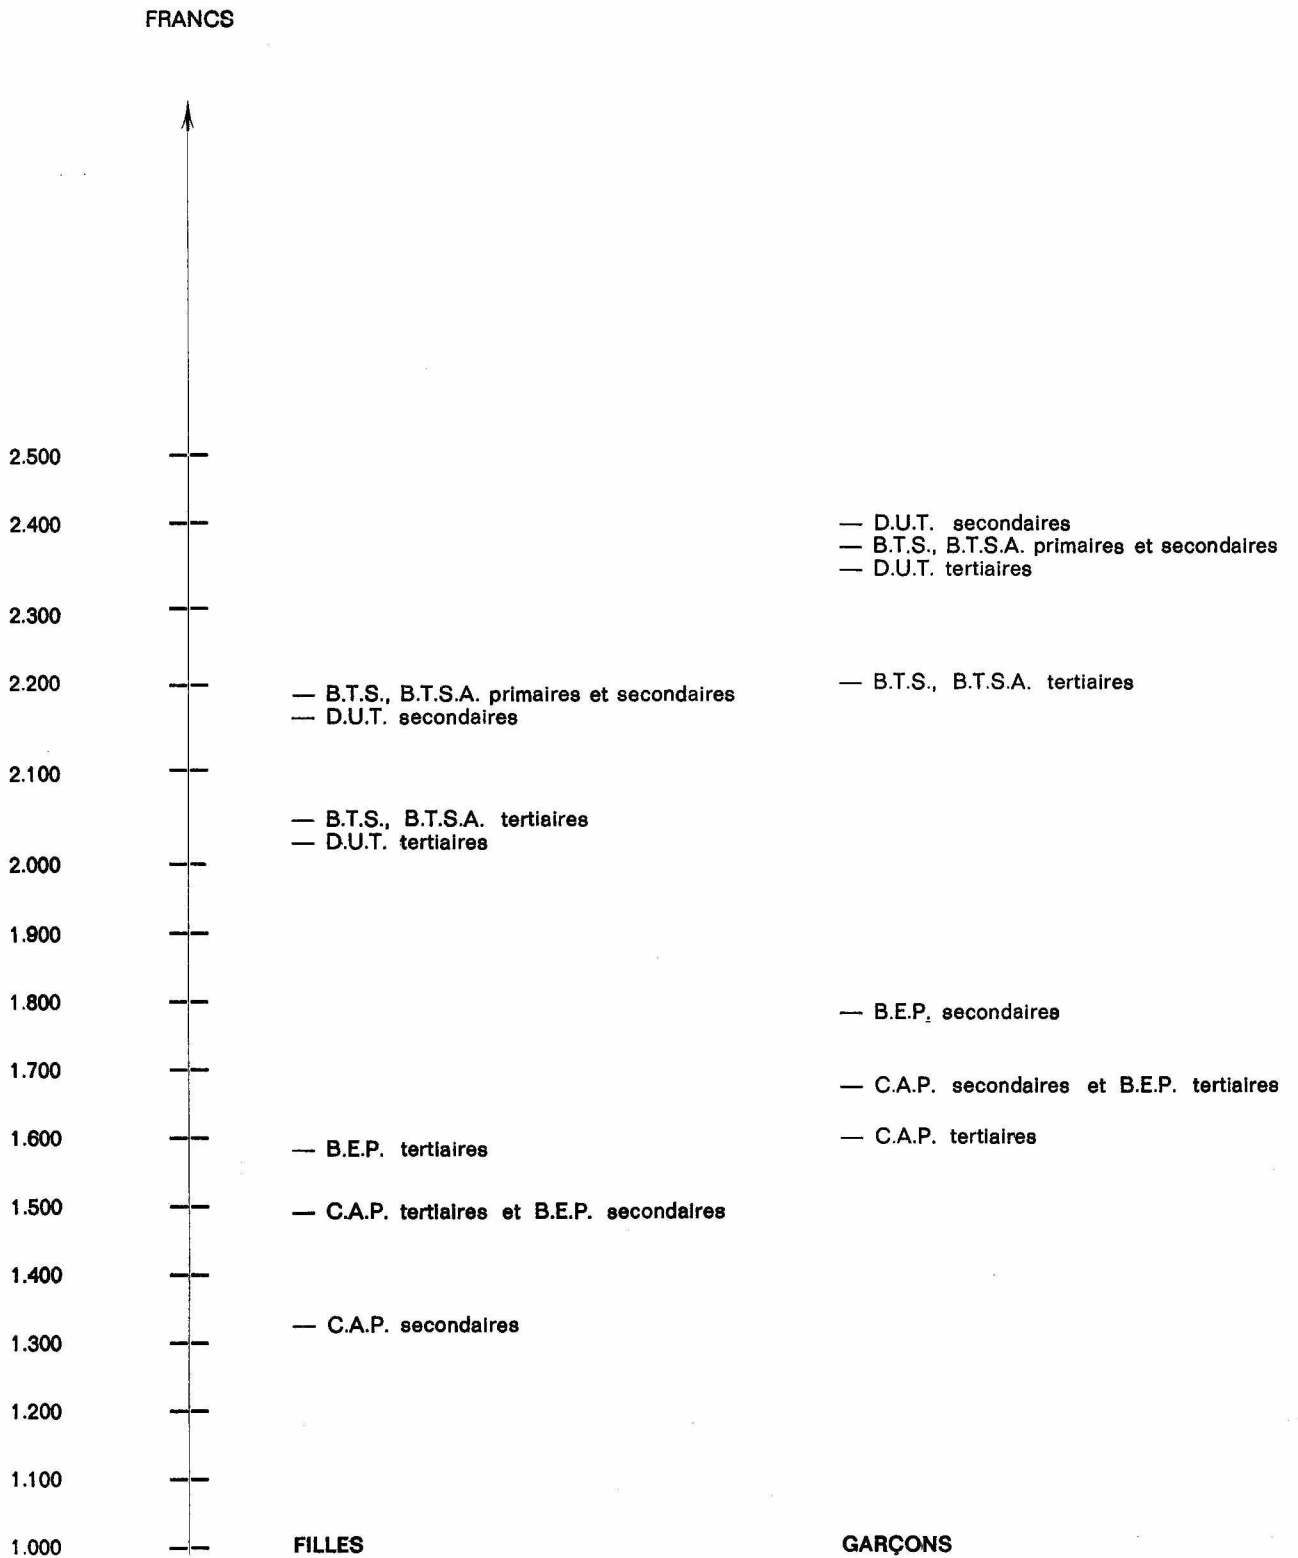 FRANCS
2.500
2.400
— D.U.T. secondaires
— B.T.S., B.T.S.A. primaires et secondaires
— D.U.T. tertiaires
2.300
2.200
— B.T.S., B.T.S.A. primaires et secondaires
— B.T.S., B.T.S.A. tertiaires
— D.U.T. secondaires
2.100
— B.T.S., B.T.S.A. tertiaires
— D.U.T. tertiaires
2.000
1.900
1.800
— B.E.P. secondaires
1.700
— C.A.P. secondaires et B.E.P. tertiaires
1.600
— C.A.P. tertiaires
— B.E.P. tertiaires
1.500
— C.A.P. tertiaires et B.E.P. secondaires
1.400
— C.A.P. secondaires
1.300
1.200
1.100
1.000
FILLES
GARÇONS